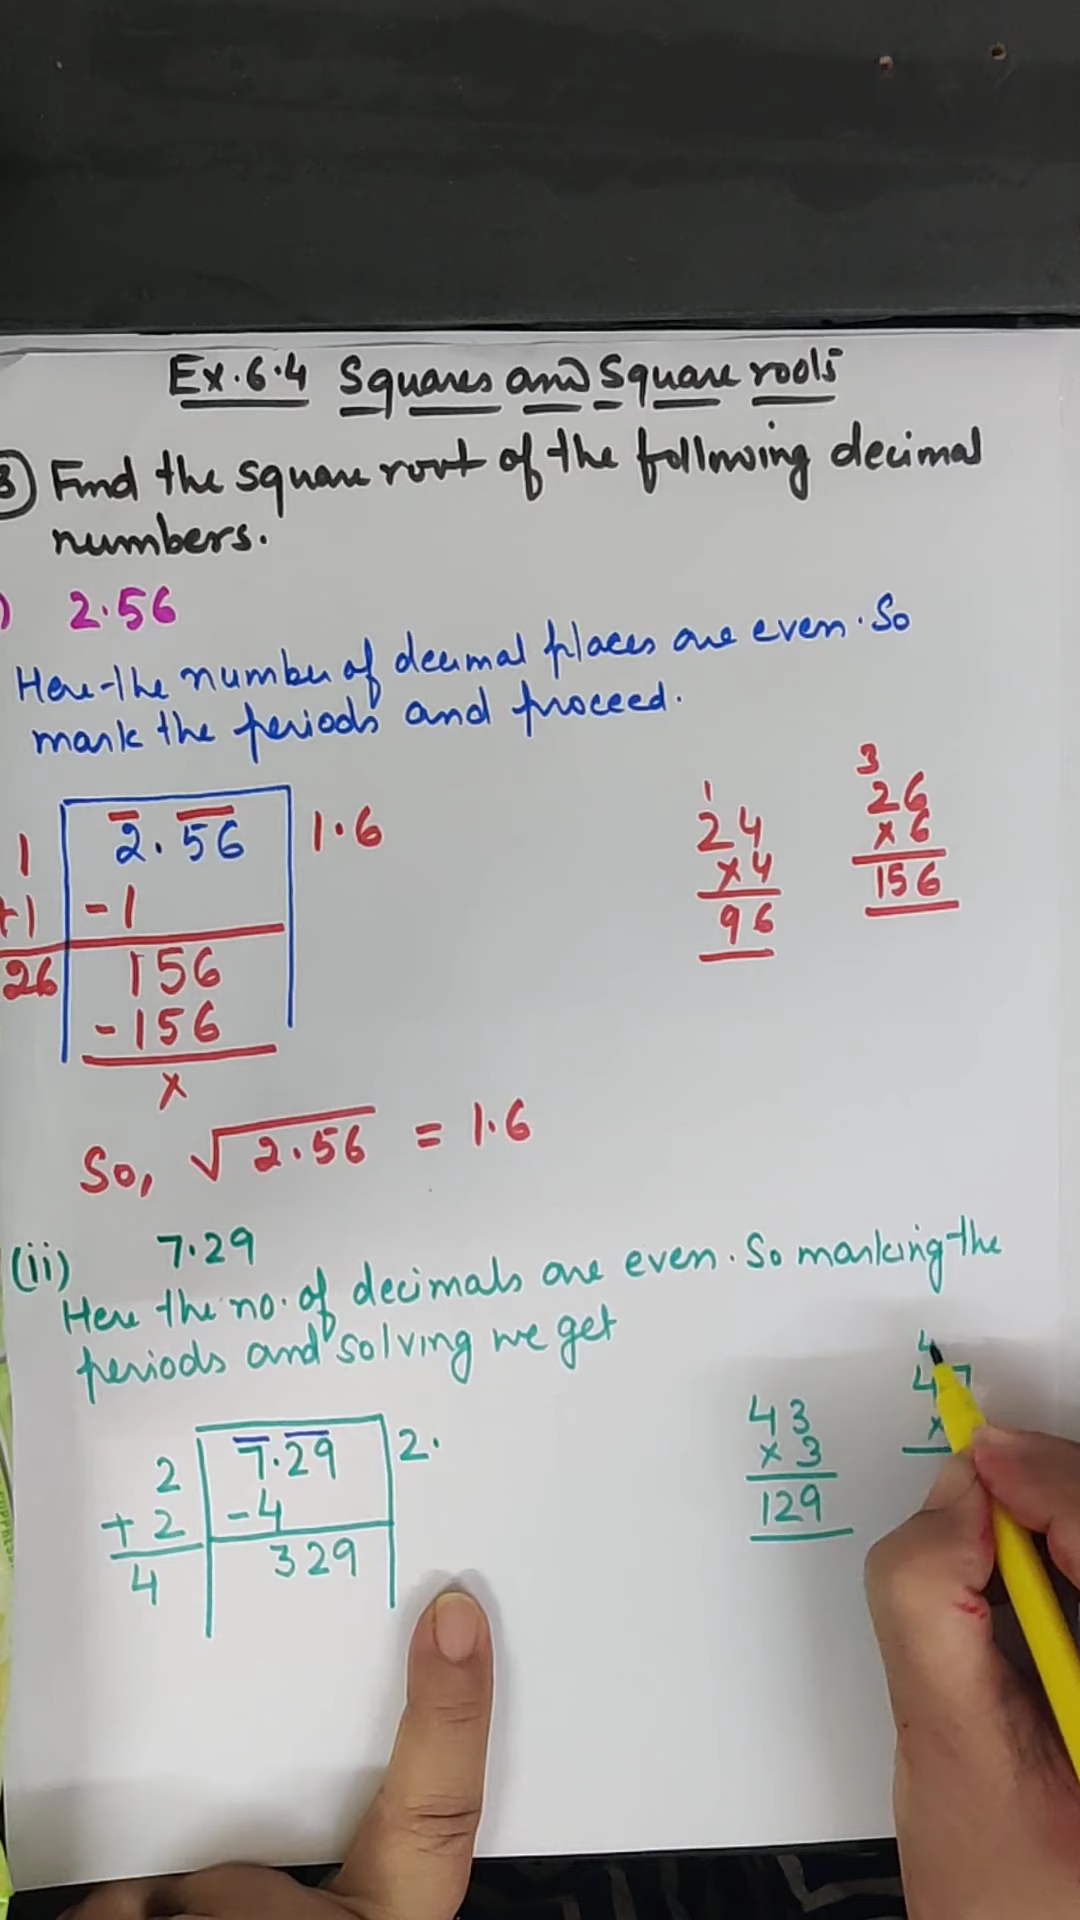 Ex.6.4 Squares and Square roots
3) Find the square root of the following decimal
numbers.
) 2.56
Here the number of decimal places are even. So
mark the periods and proceed.
1 2.56 1.6
+1 -1
26 156
-156
x
1
24
x4
96
3
26
x6
156
So, √2.56 = 1.6
(ii) 7.29
Here the no. of decimals are even. So marking the
periods and solving we get
2 7.29 2.
+2 -4
4 329
43
x3
129
4
47
x